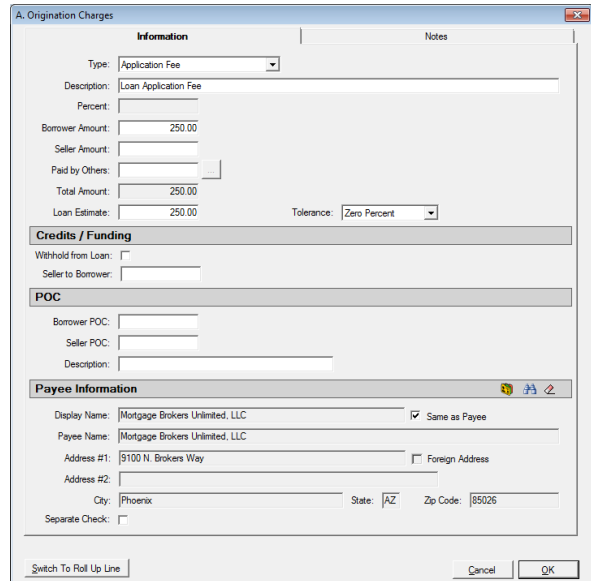 A. Origination Charges
Information Notes
Type: Application Fee
Description: Loan Application Fee
Percent:
Borrower Amount: 250.00
Seller Amount:
Paid by Others: ...
Total Amount: 250.00
Loan Estimate: 250.00 Tolerance: Zero Percent
Credits / Funding
Withhold from Loan:
Seller to Borrower:
POC
Borrower POC:
Seller POC:
Description:
Payee Information
Display Name: Mortgage Brokers Unlimited, LLC Same as Payee
Payee Name: Mortgage Brokers Unlimited, LLC
Address #1: 9100 N. Brokers Way Foreign Address
Address #2:
City: Phoenix State: AZ Zip Code: 85026
Separate Check:
Switch To Roll Up Line Cancel OK